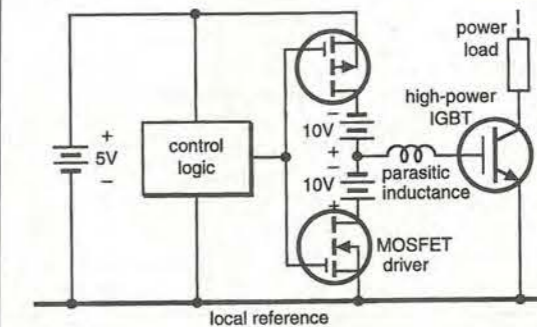 power
load
high-power
IGBT
+
5V
−
control
logic
−
10V
+
−
10V
+
parasitic
inductance
MOSFET
driver
local reference